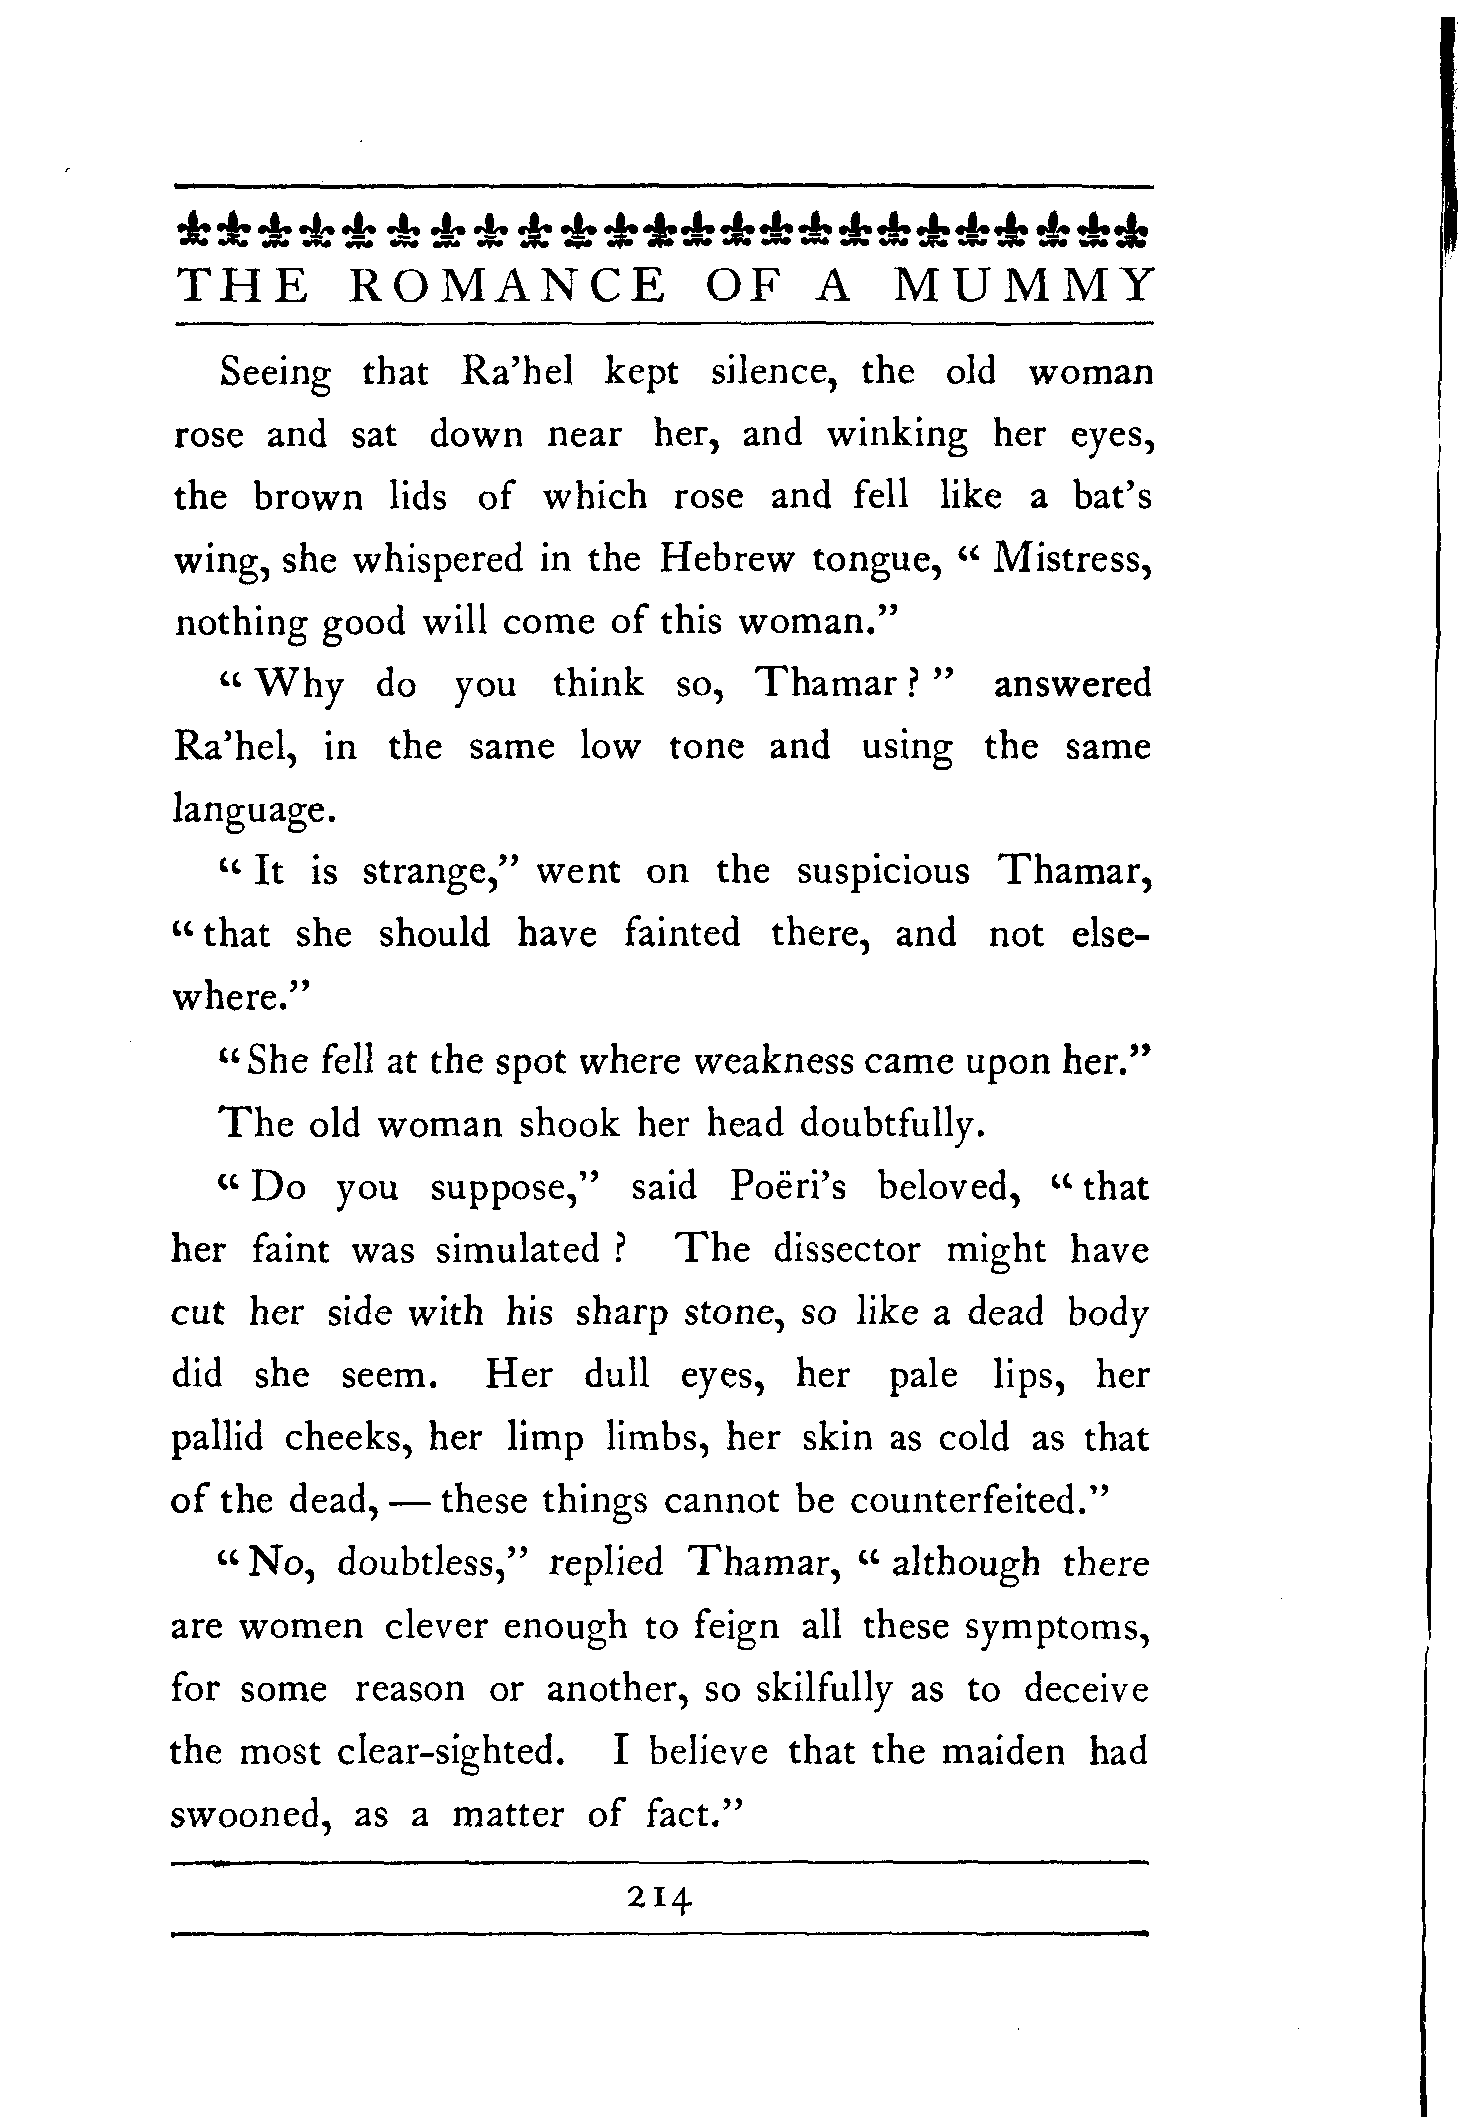 THE ROMANCE OF A MUMMY
Seeing that Ra’hel kept silence, the old woman
rose and sat down near her, and winking her eyes,
the brown lids of which rose and fell like a bat’s
wing, she whispered in the Hebrew tongue, “ Mistress,
nothing good will come of this woman.”
“ Why do you think so, Thamar ? ” answered
Ra’hel, in the same low tone and using the same
language.
“ It is strange,” went on the suspicious Thamar,
“ that she should have fainted there, and not else-
where.”
“ She fell at the spot where weakness came upon her.”
The old woman shook her head doubtfully.
“ Do you suppose,” said Poëri’s beloved, “ that
her faint was simulated ? The dissector might have
cut her side with his sharp stone, so like a dead body
did she seem. Her dull eyes, her pale lips, her
pallid cheeks, her limp limbs, her skin as cold as that
of the dead, — these things cannot be counterfeited.”
“ No, doubtless,” replied Thamar, “ although there
are women clever enough to feign all these symptoms,
for some reason or another, so skilfully as to deceive
the most clear-sighted. I believe that the maiden had
swooned, as a matter of fact.”
214